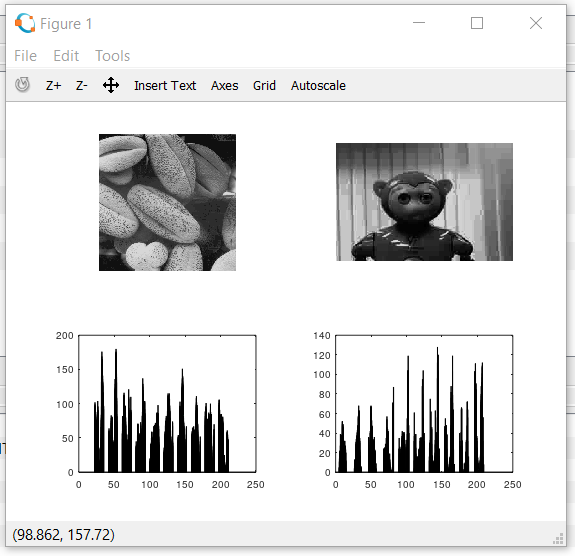 Figure 1
File Edit Tools
Z+ Z- Insert Text Axes Grid Autoscale
200
150
100
50
0
0 50 100 150 200 250
140
120
100
80
60
40
20
0
0 50 100 150 200 250
(98.862, 157.72)